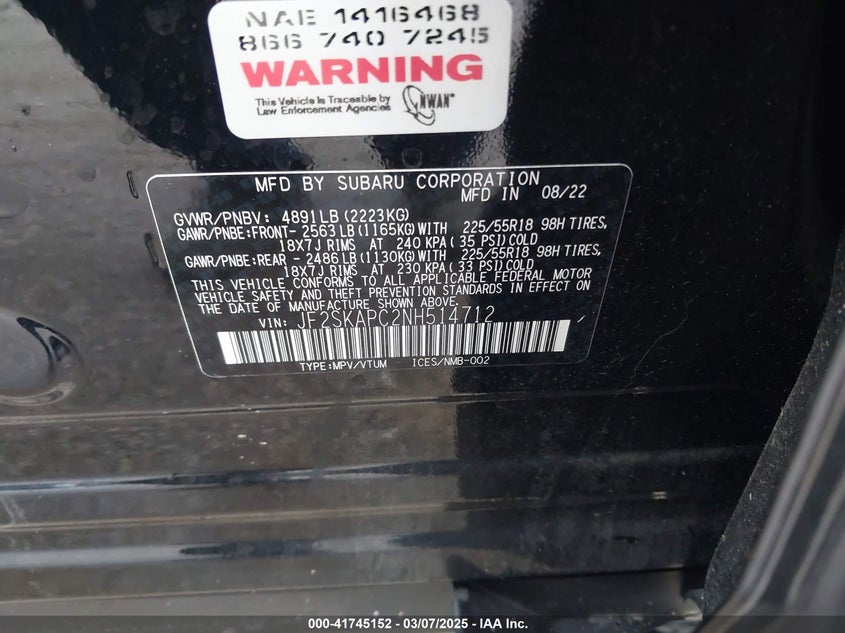 NAE 1416468
866 740 7245
WARNING
This Vehicle Is Traceable by
Law Enforcement Agencies
NWAN®
MFD BY SUBARU CORPORATION
MFD IN 08/22
GVWR/PNBV: 4891LB(2223KG)
GAWR/PNBE:FRONT-2563LB(1165KG)WITH 225/55R18 98H TIRES,
18X7J RIMS AT 240 KPA(35 PSI)COLD
GAWR/PNBE:REAR -2486LB(1130KG)WITH 225/55R18 98H TIRES,
18X7J RIMS AT 230 KPA(33 PSI)COLD
THIS VEHICLE CONFORMS TO ALL APPLICABLE FEDERAL MOTOR
VEHICLE SAFETY AND THEFT PREVENTION STANDARDS IN EFFECT ON
THE DATE OF MANUFACTURE SHOWN ABOVE.
VIN: JF2SKAPC2NH514712
TYPE:MPV/VTUM ICES/NMB-002
000-41745152 — 03/07/2025 — IAA Inc.